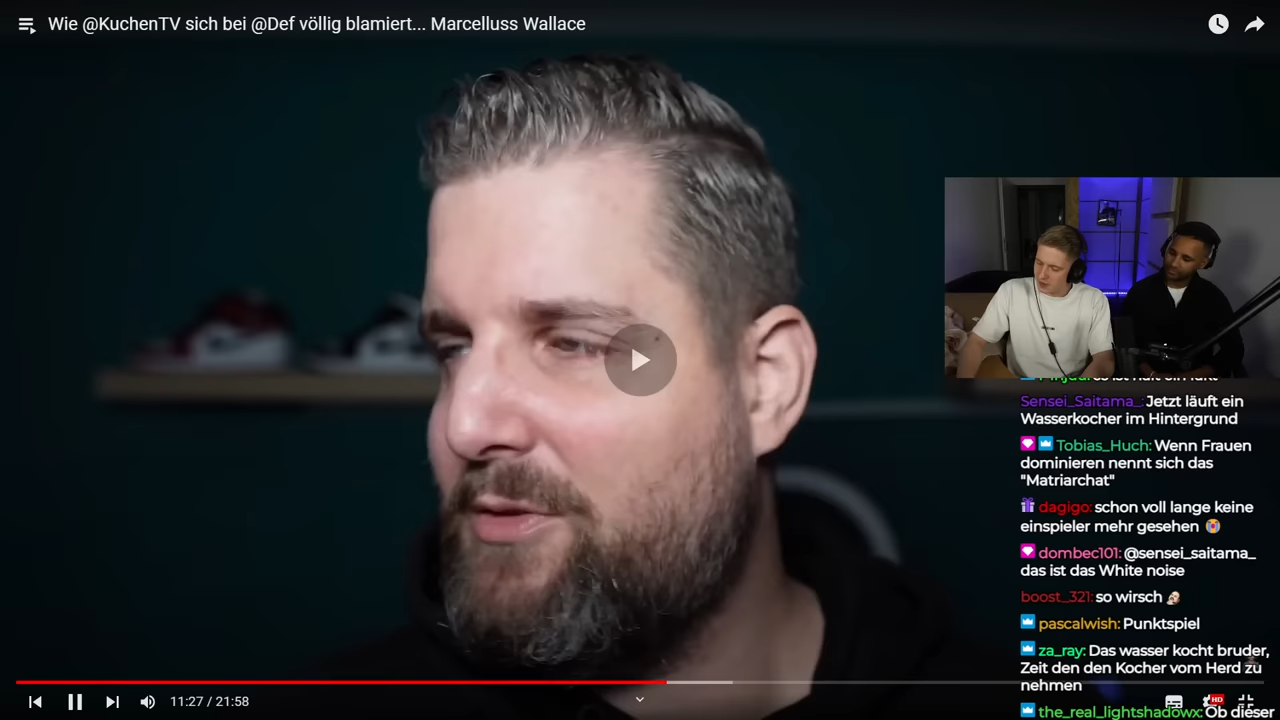 Wie @KuchenTV sich bei @Def völlig blamiert... Marcelluss Wallace
Sensei_Saitama_: Jetzt läuft ein
Wasserkocher im Hintergrund
Tobias_Huch: Wenn Frauen
dominieren nennt sich das
"Matriarchat"
dagigo: schon voll lange keine
einspieler mehr gesehen
dombec101: @sensei_saitama_
das ist das White noise
boost_321: so wirsch
pascalwish: Punktspiel
za_ray: Das wasser kocht bruder,
Zeit den den Kocher vom Herd zu
nehmen
the_real_lightshadowx: Ob dieser
11:27 / 21:58
HD